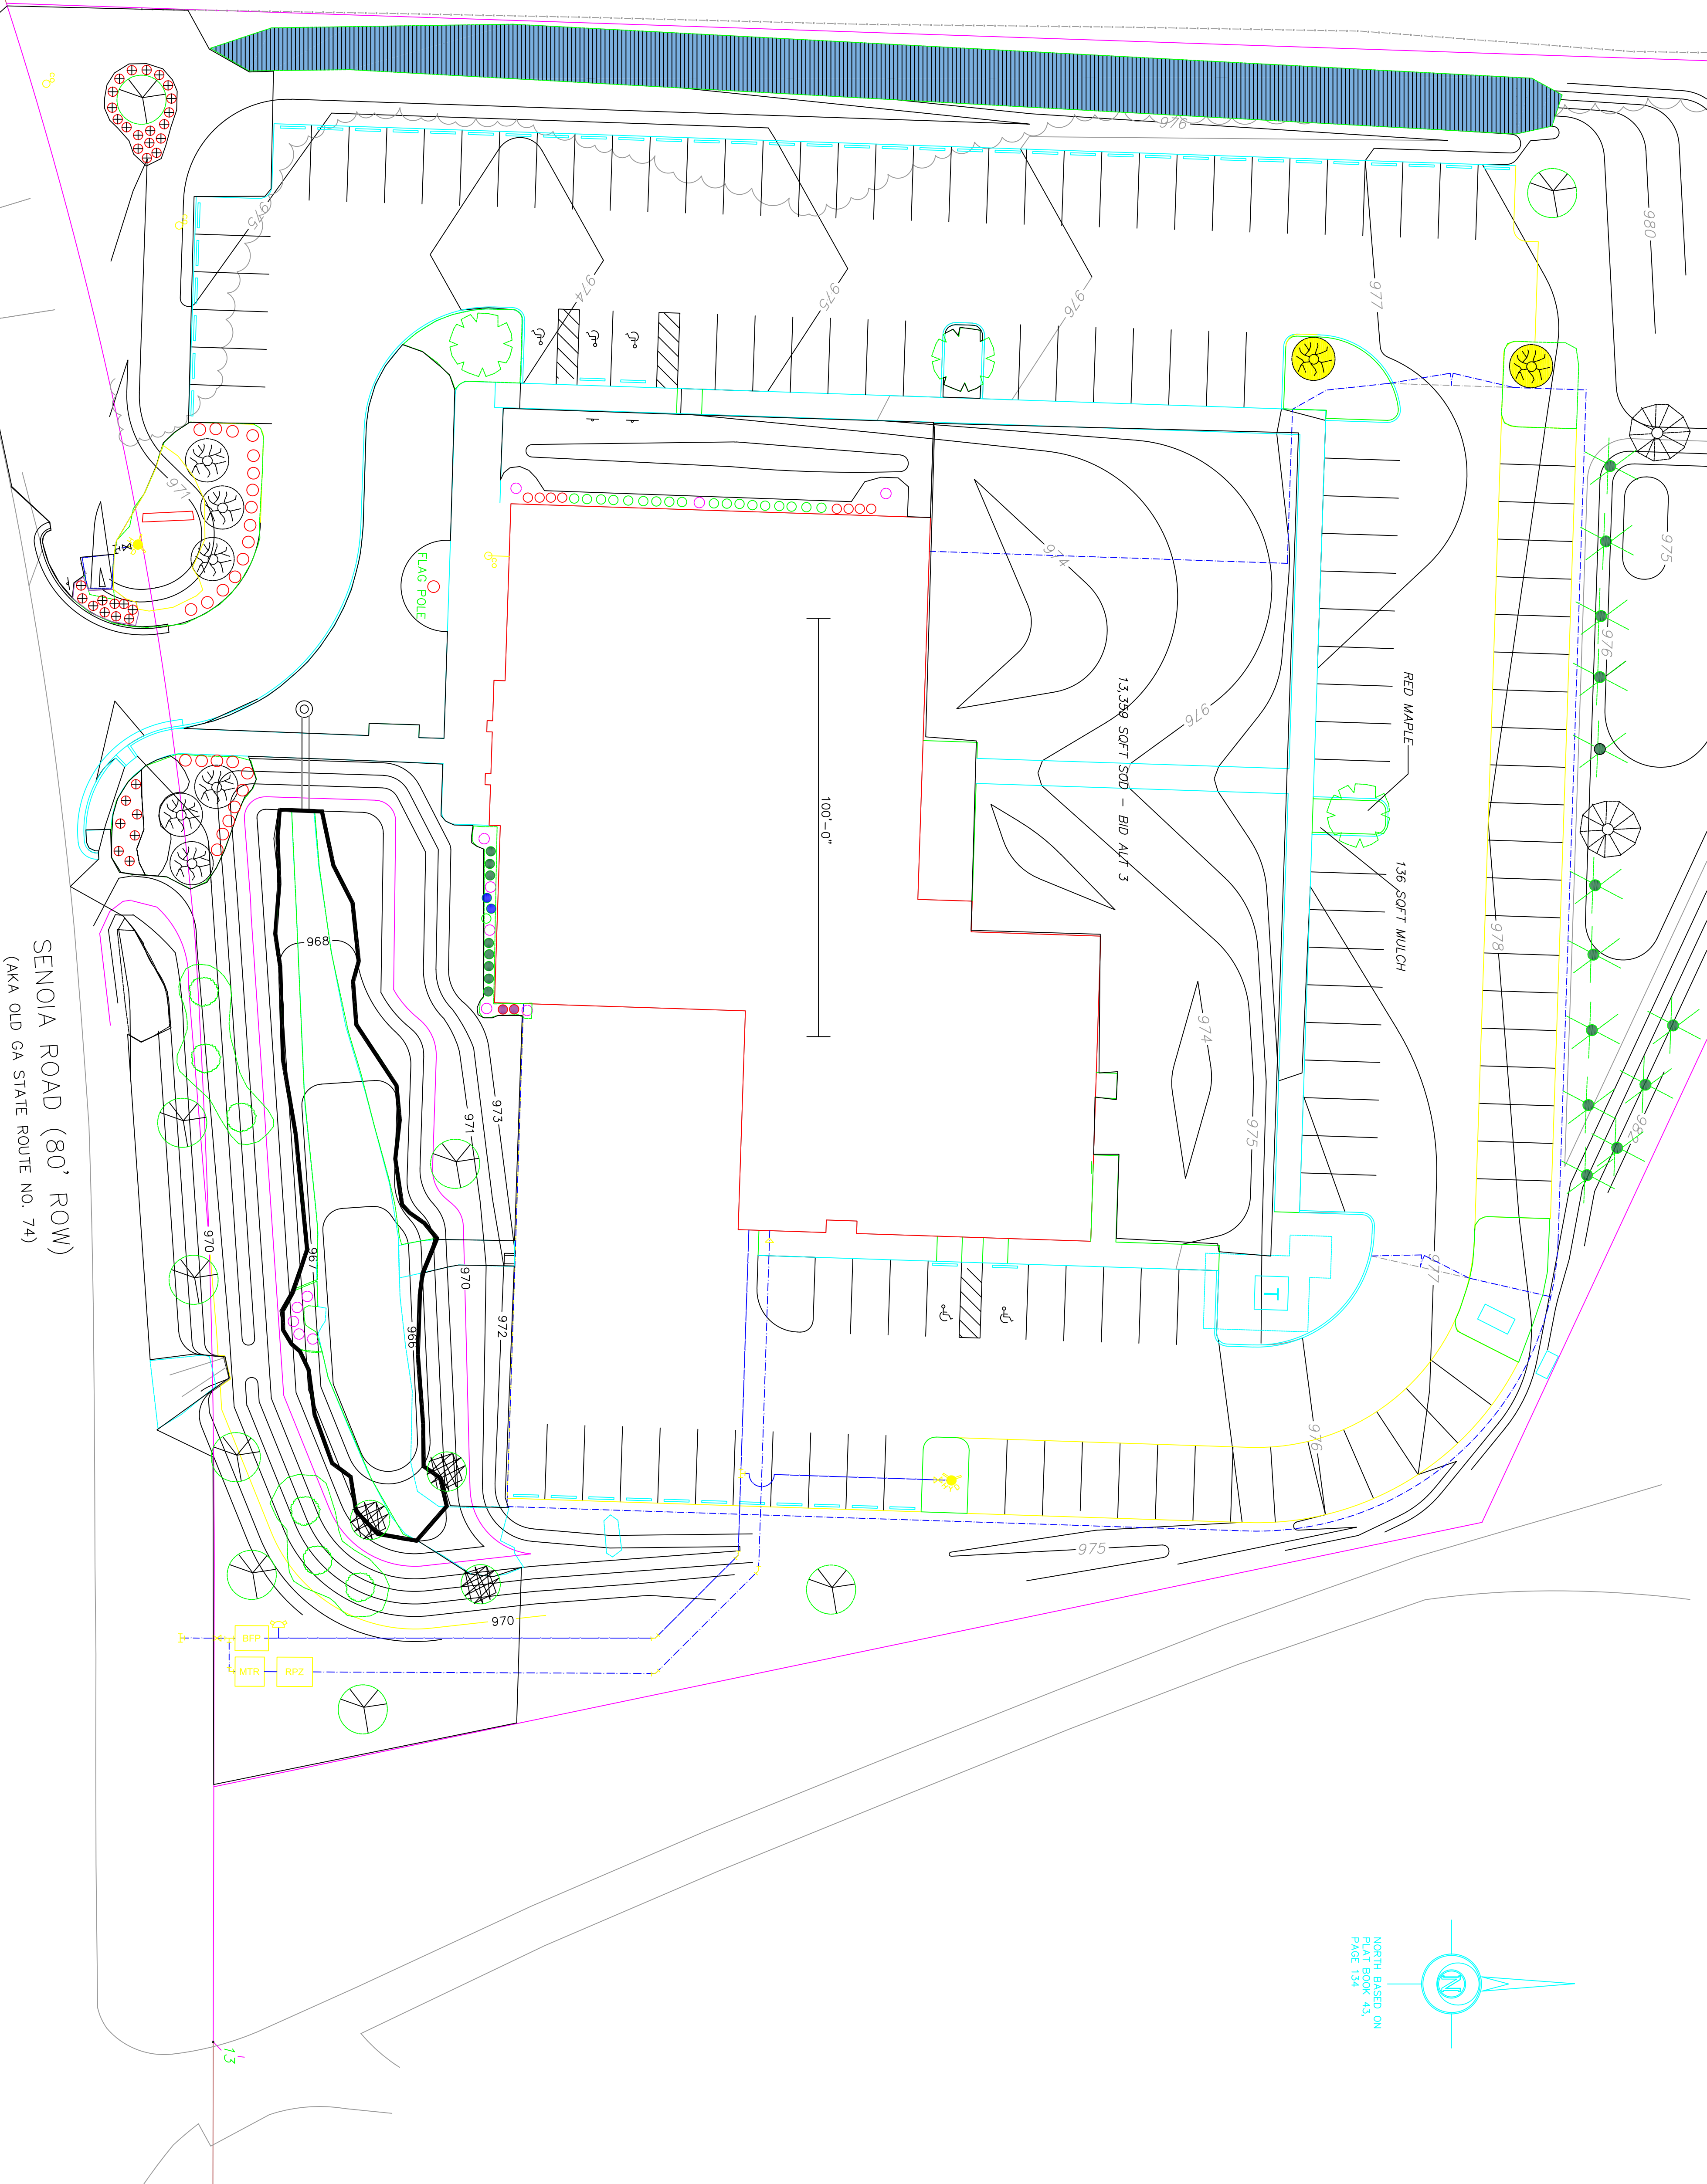 976
980
975
974
975
976
977
975
971
FLAG POLE
974
976
976
13,359 SQFT SOD - BID ALT 3
RED MAPLE
136 SQFT MULCH
100'-0"
978
982
968
974
975
973
971
967
970
970
966
972
T
977
976
975
970
BFP
MTR
RPZ
SENOIA ROAD (80' ROW)
(AKA OLD GA STATE ROUTE NO. 74)
N
NORTH BASED ON
PLAT BOOK 43,
PAGE 134
13'